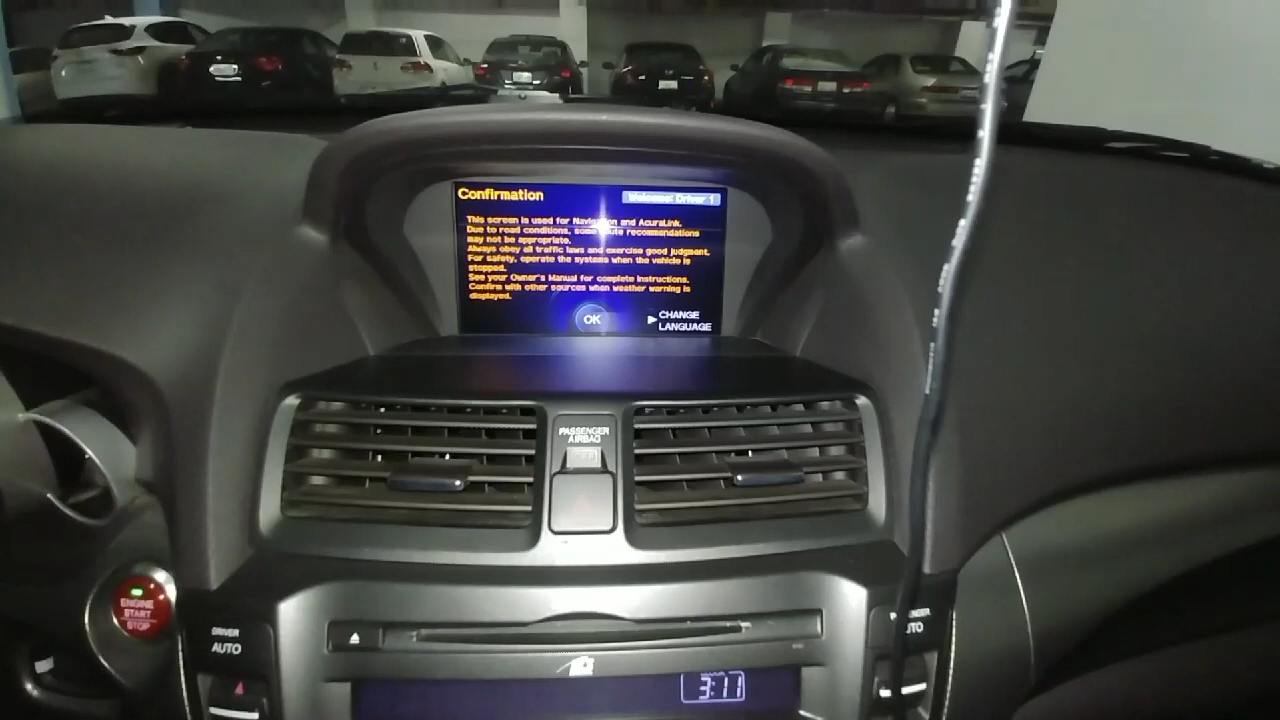 Confirmation
Welcome: Driver 1
This screen is used for Navigation and AcuraLink.
Due to road conditions, some route recommendations
may not be appropriate.
Always obey all traffic laws and exercise good judgment.
For safety, operate the systems when the vehicle is
stopped.
See your Owner's Manual for complete instructions.
Confirm with other sources when weather warning is
displayed.
OK
CHANGE
LANGUAGE
PASSENGER
AIRBAG
OFF
ENGINE
START
STOP
DRIVER
AUTO
AUTO
3:11